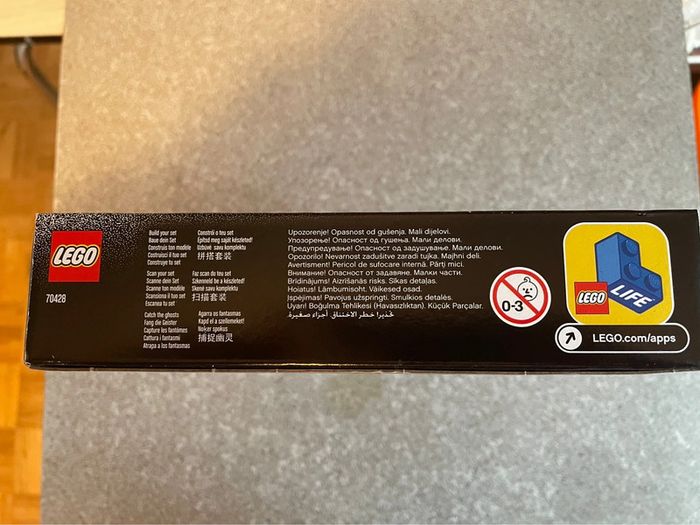 LEGO
70428
Build your set
Baue dein Set
Construis ton modèle
Costruisci il tuo set
Construye tu set
Scan your set
Scanne dein Set
Scanne ton modèle
Scansiona il tuo set
Escanea tu set
Catch the ghosts
Fang die Geister
Capture les fantômes
Cattura i fantasmi
Atrapa a los fantasmas
Constrói o teu set
Építsd meg saját készleted!
Uzbūvē savu komplektu
拼搭套装
Faz scan do teu set
Szkenneld be a készleted!
Skenē savu komplektu
扫描套装
Agarra os fantasmas
Kapd el a szellemeket!
Noķer spokus
捕捉幽灵
Upozorenje! Opasnost od gušenja. Mali dijelovi.
Упозорење! Опасност од гушења. Мали делови.
Предупредување! Опасност од задушување. Мали делови.
Opozorilo! Nevarnost zadušitve zaradi tujka. Majhni deli.
Avertisment! Pericol de sufocare internă. Părţi mici.
Внимание! Опасност от задавяне. Малки части.
Brīdinājums! Aizrīšanās risks. Sīkas detaļas.
Hoiatus! Lämbumisoht. Väikesed osad.
Įspėjimas! Pavojus užspringti. Smulkios detalės.
Uyarı! Boğulma Tehlikesi (Havasızlıktan). Küçük Parçalar.
تحذير! خطر الاختناق. أجزاء صغيرة.
0-3
LEGO
LIFE
LEGO.com/apps